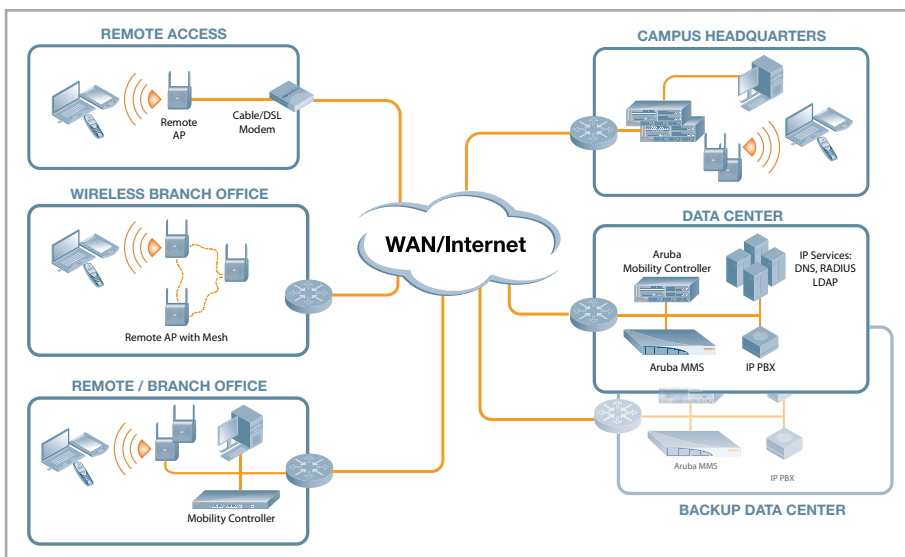 REMOTE ACCESS
Remote
AP
Cable/DSL
Modem
WIRELESS BRANCH OFFICE
Remote AP with Mesh
REMOTE / BRANCH OFFICE
Mobility Controller
WAN/Internet
CAMPUS HEADQUARTERS
DATA CENTER
Aruba
Mobility Controller
IP Services:
DNS, RADIUS
LDAP
Aruba MMS
IP PBX
Aruba MMS
IP PBX
BACKUP DATA CENTER